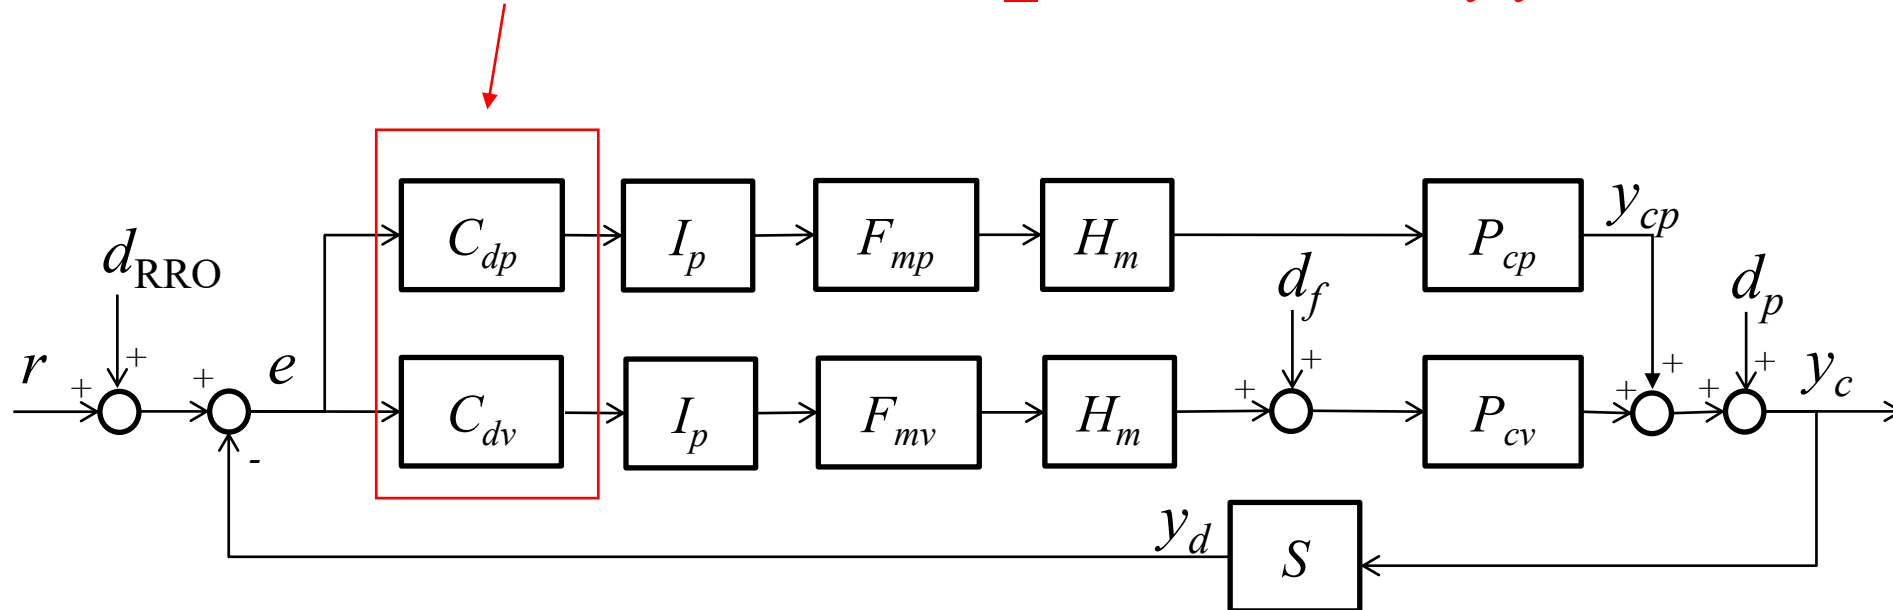 C_dp I_p F_mp H_m P_cp y_cp
d_RRO d_f d_p
+ + +
r + + e C_dv I_p F_mv H_m + P_cv + + + y_c
-
y_d S